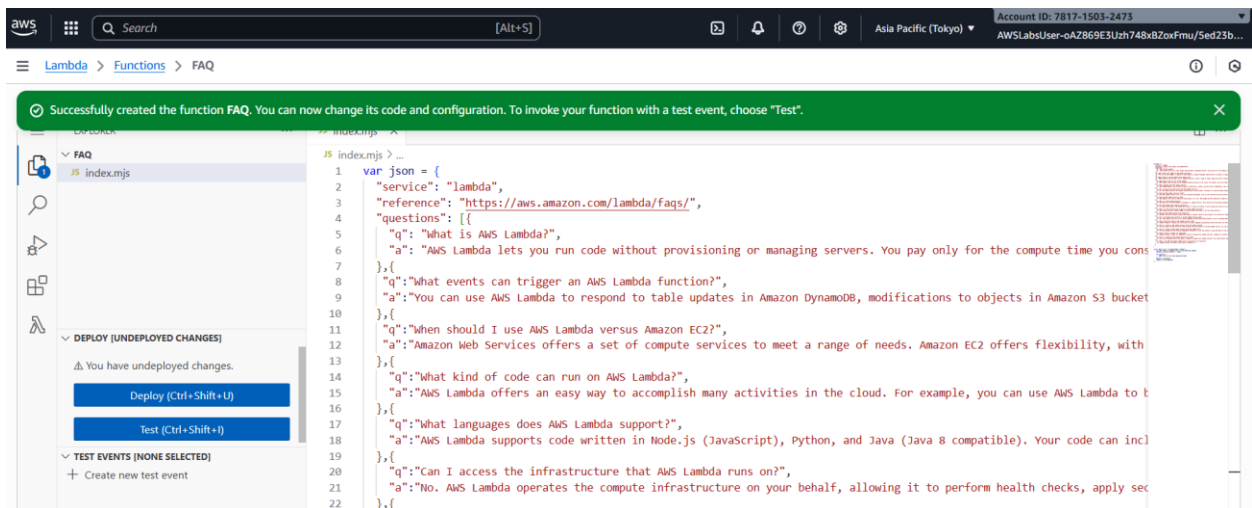 aws Search [Alt+S] Asia Pacific (Tokyo) ▼ Account ID: 7817-1503-2473
AWSLabsUser-oAZ869E3Uzh748xBZoxFmu/5ed23b...
Lambda > Functions > FAQ
Successfully created the function FAQ. You can now change its code and configuration. To invoke your function with a test event, choose "Test".
EXPLORER
JS index.mjs
FAQ
JS index.mjs
DEPLOY [UNDEPLOYED CHANGES]
You have undeployed changes.
Deploy (Ctrl+Shift+U)
Test (Ctrl+Shift+I)
TEST EVENTS [NONE SELECTED]
+ Create new test event
JS index.mjs > ...
1 var json = {
2 "service": "lambda",
3 "reference": "https://aws.amazon.com/lambda/faqs/",
4 "questions": [{
5 "q": "What is AWS Lambda?",
6 "a": "AWS Lambda lets you run code without provisioning or managing servers. You pay only for the compute time you cons
7 },{
8 "q":"What events can trigger an AWS Lambda function?",
9 "a":"You can use AWS Lambda to respond to table updates in Amazon DynamoDB, modifications to objects in Amazon S3 bucket
10 },{
11 "q":"When should I use AWS Lambda versus Amazon EC2?",
12 "a":"Amazon Web Services offers a set of compute services to meet a range of needs. Amazon EC2 offers flexibility, with
13 },{
14 "q":"What kind of code can run on AWS Lambda?",
15 "a":"AWS Lambda offers an easy way to accomplish many activities in the cloud. For example, you can use AWS Lambda to b
16 },{
17 "q":"What languages does AWS Lambda support?",
18 "a":"AWS Lambda supports code written in Node.js (JavaScript), Python, and Java (Java 8 compatible). Your code can incl
19 },{
20 "q":"Can I access the infrastructure that AWS Lambda runs on?",
21 "a":"No. AWS Lambda operates the compute infrastructure on your behalf, allowing it to perform health checks, apply sec
22 },{